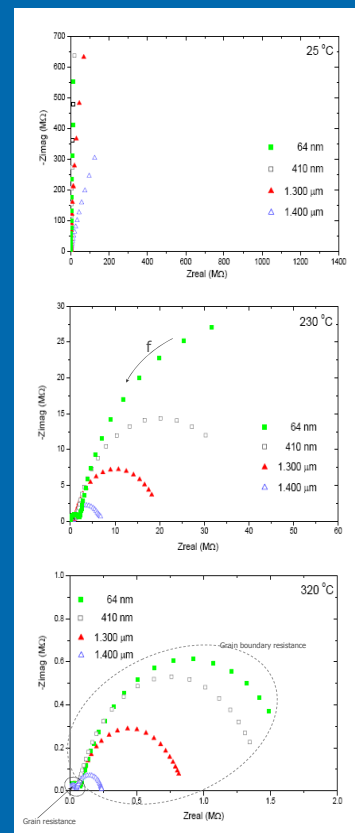 25 °C
700
600
500
400
300
200
100
0
-Zimag (MΩ)
64 nm
410 nm
1.300 μm
1.400 μm
0 200 400 600 800 1000 1200 1400
Zreal (MΩ)
230 °C
30
25
20
15
10
5
0
-Zimag (MΩ)
f
64 nm
410 nm
1.300 μm
1.400 μm
0 10 20 30 40 50 60
Zreal (MΩ)
320 °C
1.0
0.8
0.6
0.4
0.2
0.0
-Zimag (MΩ)
64 nm
410 nm
1.300 μm
1.400 μm
Grain boundary resistance
0.0 0.5 1.0 1.5 2.0
Zreal (MΩ)
Grain resistance